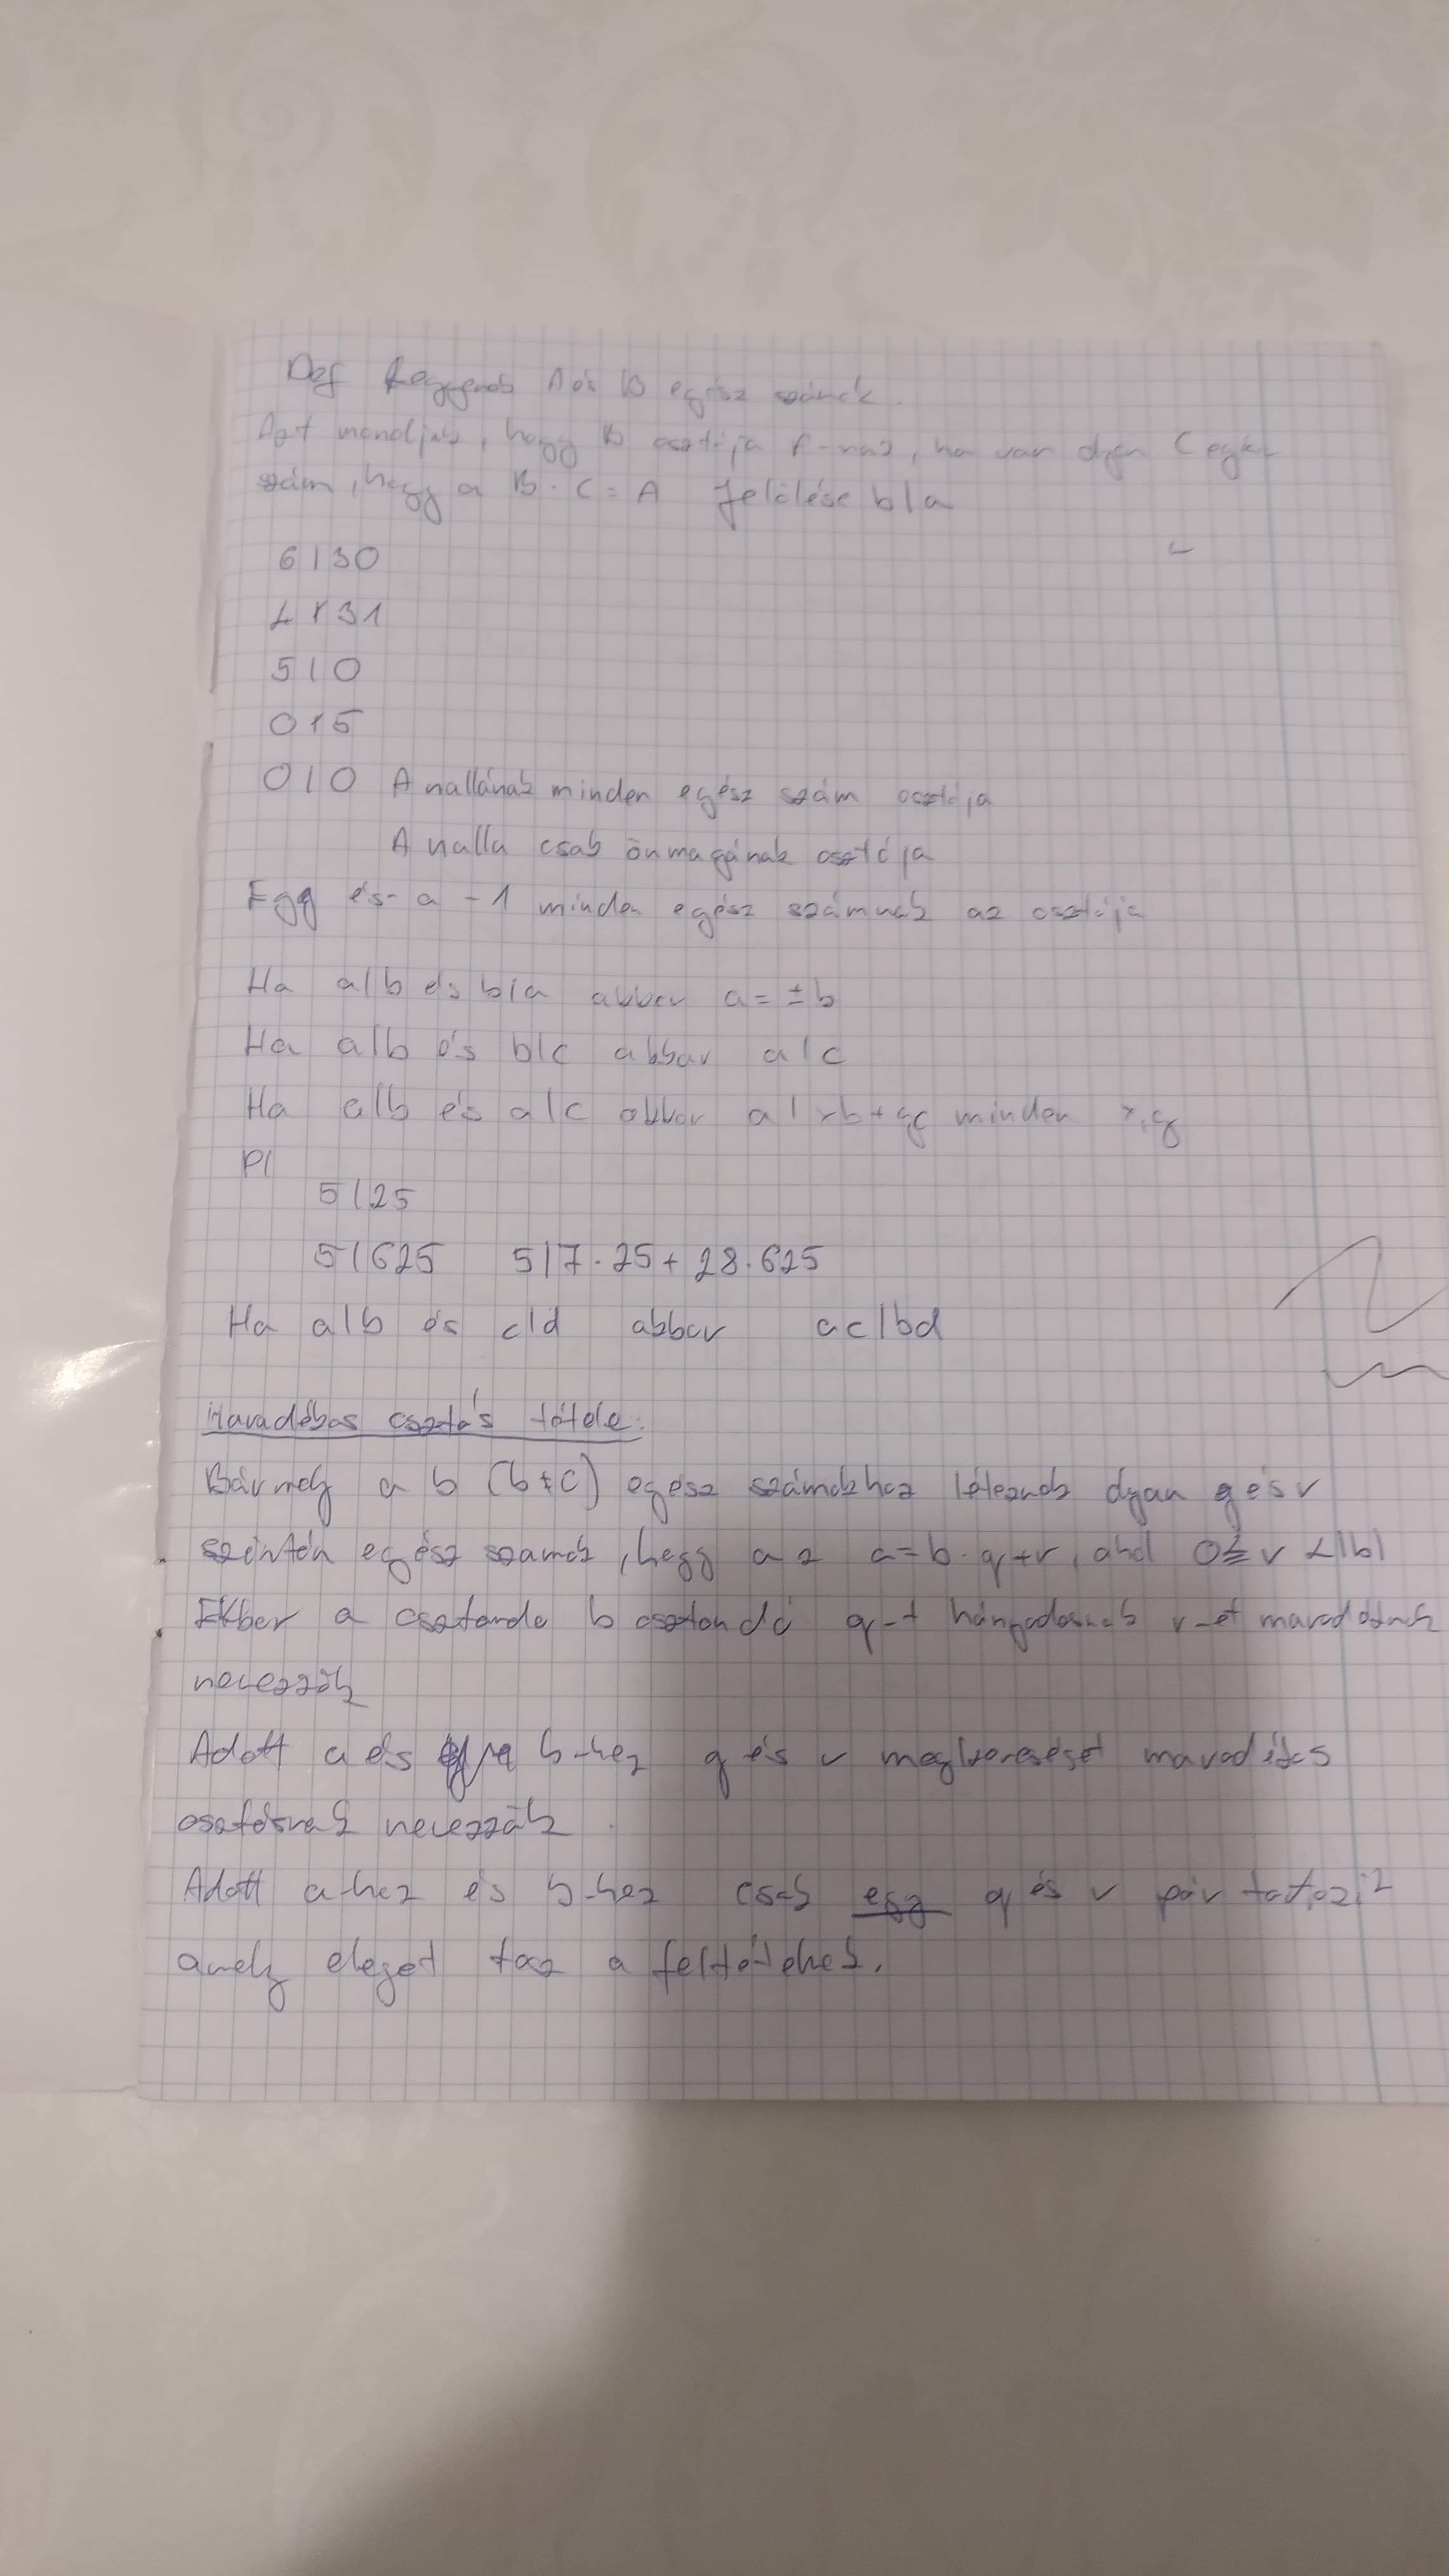 Def Legyenek A és B egész számok.
Azt mondjuk, hogy B osztója A-nak, ha van olyan C egész
szám, hogy a B · C = A Jelölése b|a
6|30
4∤31
5|0
0∤5
0|0 A nullának minden egész szám osztója
A nulla csak önmagának osztója
Egy és a -1 minden egész számnak az osztója
Ha a|b és b|a akkor a = ±b
Ha a|b és b|c akkor a|c
Ha a|b és a|c akkor a|xb+yc minden x,y
Pl
5|25
5|625 5|7·25+28·625
Ha a|b és c|d akkor ac|bd
Maradékos osztás tétele:
Bármely a b (b≠0) egész számokhoz léteznek olyan q és r
szintén egész számok, hogy az a=b·q+r, ahol 0≤r<|b|
Ekkor a osztandó b osztandó q-t hányadosnak r-et maradéknak
nevezzük
Adott a és b-hez q és r megkeresését maradékos
osztásnak nevezzük
Adott a-hoz és b-hez csak egy q és r pár tartozik
amely eleget tesz a feltételnek.